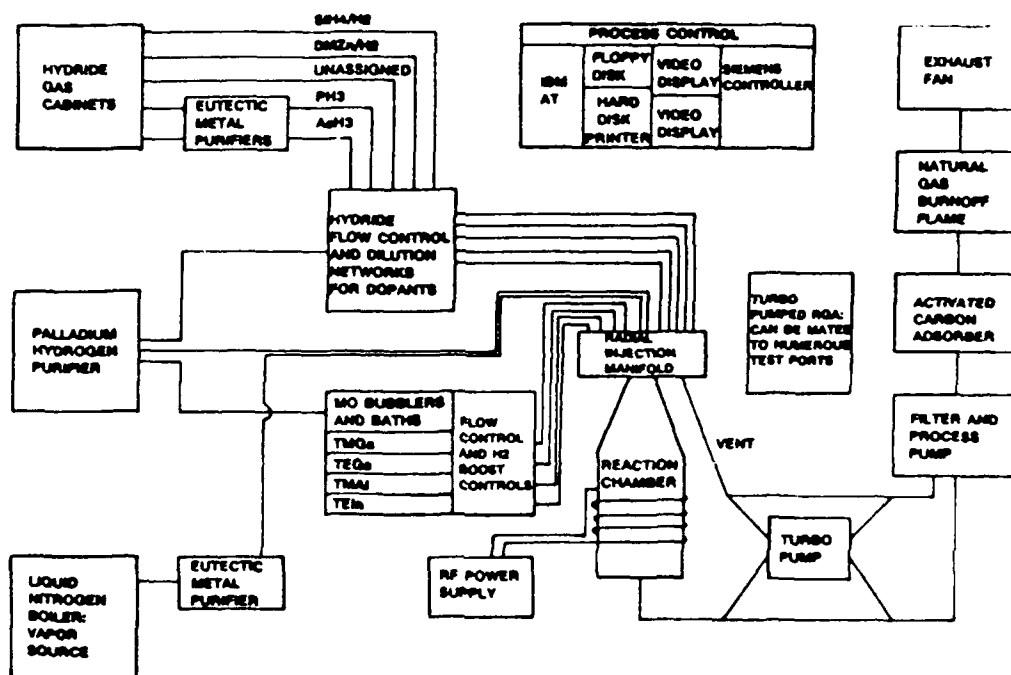 HYDRIDE
GAS
CABINETS
SiH4/H2
DMZn/H2
UNASSIGNED
PH3
AsH3
EUTECTIC
METAL
PURIFIERS
PROCESS CONTROL
IBM
AT
FLOPPY
DISK
HARD
DISK
PRINTER
VIDEO
DISPLAY
VIDEO
DISPLAY
SIEMENS
CONTROLLER
EXHAUST
FAN
NATURAL
GAS
BURNOFF
FLAME
HYDRIDE
FLOW CONTROL
AND DILUTION
NETWORKS
FOR DOPANTS
PALLADIUM
HYDROGEN
PURIFIER
RADIAL
INJECTION
MANIFOLD
TURBO
PUMPED RGA:
CAN BE MATED
TO NUMEROUS
TEST PORTS
ACTIVATED
CARBON
ADSORBER
MO BUBBLERS
AND BATHS
TMGa
TEGa
TMAl
TEIn
FLOW
CONTROL
AND H2
BOOST
CONTROLS
REACTION
CHAMBER
VENT
FILTER AND
PROCESS
PUMP
TURBO
PUMP
LIQUID
NITROGEN
BOILER:
VAPOR
SOURCE
EUTECTIC
METAL
PURIFIER
RF POWER
SUPPLY